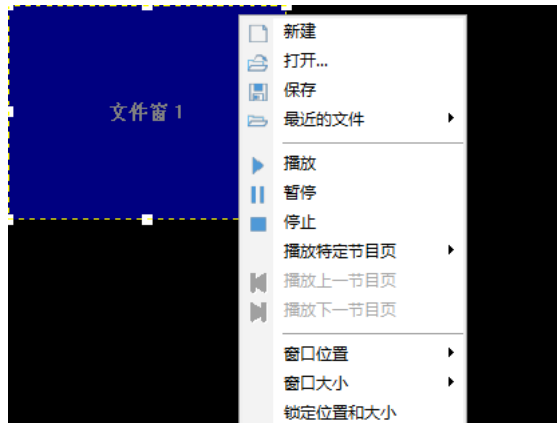 新建
打开...
保存
文件窗 1
最近的文件
播放
暂停
停止
播放特定节目页
播放上一节目页
播放下一节目页
窗口位置
窗口大小
锁定位置和大小